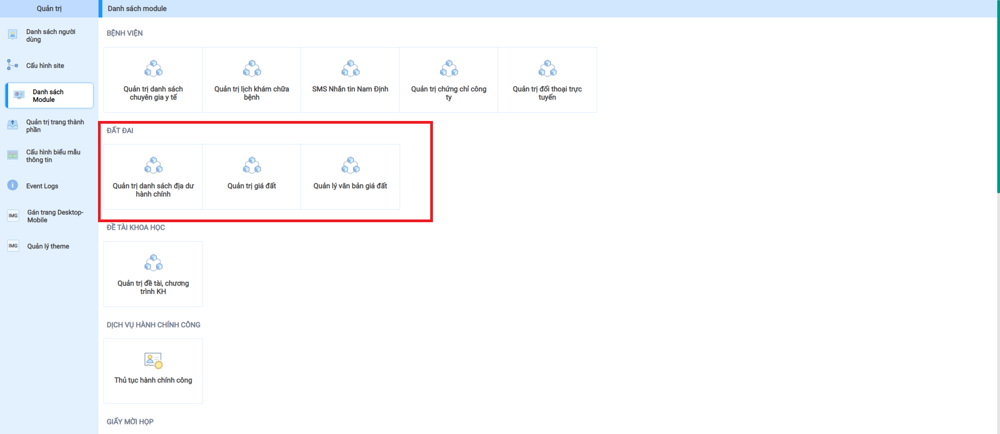 Quản trị
Danh sách module
Danh sách người
dùng
Cấu hình site
Danh sách
Module
Quản trị trang thành
phần
Cấu hình biểu mẫu
thông tin
Event Logs
IMG
Gán trang Desktop-
Mobile
IMG
Quản lý theme
BỆNH VIỆN
Quản trị danh sách
chuyên gia y tế
Quản trị lịch khám chữa
bệnh
SMS Nhắn tin Nam Định
Quản trị chứng chỉ công
ty
Quản trị đối thoại trực
tuyến
ĐẤT ĐAI
Quản trị danh sách địa dư
hành chính
Quản trị giá đất
Quản lý văn bản giá đất
ĐỀ TÀI KHOA HỌC
Quản trị đề tài, chương
trình KH
DỊCH VỤ HÀNH CHÍNH CÔNG
Thủ tục hành chính công
GIẤY MỜI HỌP